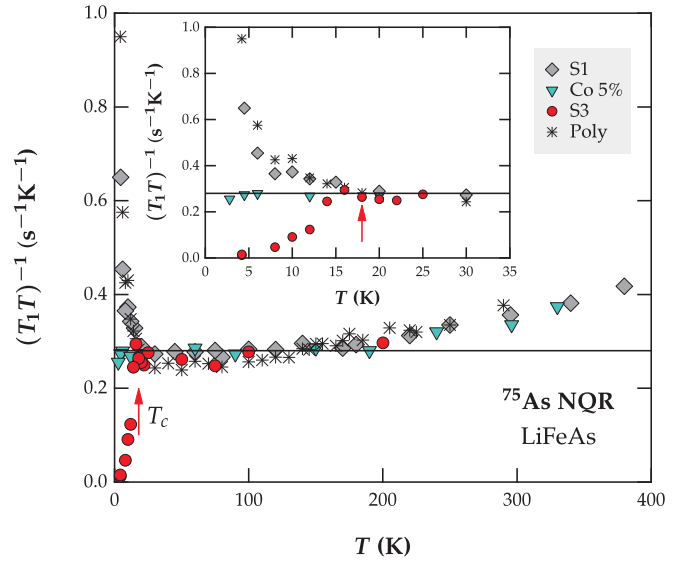 (T₁T)⁻¹ (s⁻¹K⁻¹)
1.0
0.8
0.6
0.4
0.2
0.0
0
100
200
300
400
T (K)
(T₁T)⁻¹ (s⁻¹K⁻¹)
1.0
0.8
0.6
0.4
0.2
0.0
0
5
10
15
20
25
30
35
T (K)
S1
Co 5%
S3
Poly
T_c
⁷⁵As NQR
LiFeAs